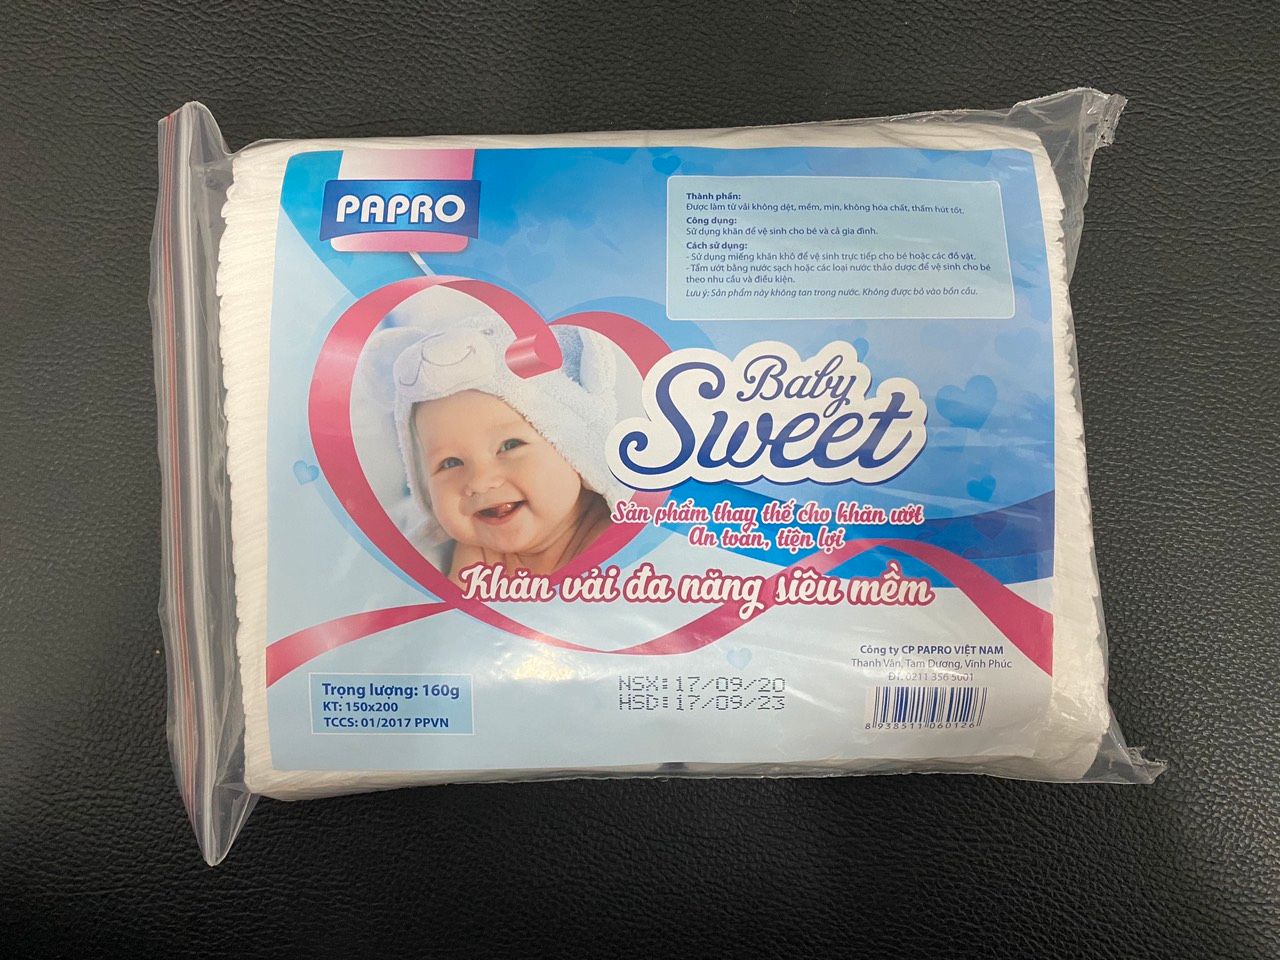 PAPRO
Thành phần:
Được làm từ vải không dệt, mềm, mịn, không hóa chất, thấm hút tốt.
Công dụng:
Sử dụng khăn để vệ sinh cho bé và cả gia đình.
Cách sử dụng:
- Sử dụng miếng khăn khô để vệ sinh trực tiếp cho bé hoặc các đồ vật.
- Tẩm ướt bằng nước sạch hoặc các loại nước thảo dược để vệ sinh cho bé
theo nhu cầu và điều kiện.
Lưu ý: Sản phẩm này không tan trong nước. Không được bỏ vào bồn cầu.
Baby
Sweet
Sản phẩm thay thế cho khăn ướt
An toàn, tiện lợi
Khăn vải đa năng siêu mềm
Trọng lượng: 160g
KT: 150x200
TCCS: 01/2017 PPVN
NSX: 17/09/20
HSD: 17/09/23
Công ty CP PAPRO VIỆT NAM
Thanh Vân, Tam Dương, Vĩnh Phúc
ĐT: 0211 356 5001
8 938511 060126